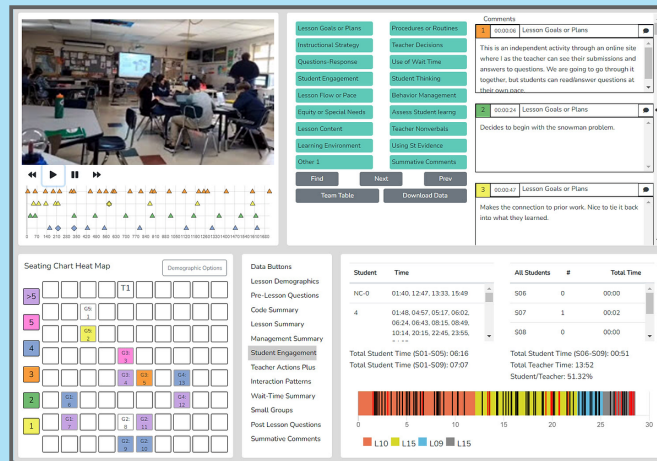 Lesson Goals or Plans
Procedures or Routines
Instructional Strategy
Teacher Decisions
Questions-Response
Use of Wait Time
Student Engagement
Student Thinking
Lesson Flow or Pace
Behavior Management
Equity or Special Needs
Assess Student learng
Lesson Content
Teacher Nonverbals
Learning Environment
Using St Evidence
Other 1
Summative Comments
Find
Next
Prev
Team Table
Download Data
Comments
1 00:00:06 Lesson Goals or Plans
This is an independent activity through an online site
where I as the teacher can see their submissions and
answers to questions. We are going to go through it
together, but students can read/answer questions at
their own pace.
2 00:00:24 Lesson Goals or Plans
Decides to begin with the snowman problem.
3 00:00:47 Lesson Goals or Plans
Makes the connection to prior work. Nice to tie it back
into what they learned.
Seating Chart Heat Map
Demographic Options
T1
>5
5
4
3
2
1
Data Buttons
Lesson Demographics
Pre-Lesson Questions
Code Summary
Lesson Summary
Management Summary
Student Engagement
Teacher Actions Plus
Interaction Patterns
Wait-Time Summary
Small Groups
Post Lesson Questions
Summative Comments
Student Time
NC-0 01:40, 12:47, 13:33, 15:49
4 01:48, 04:57, 05:17, 06:02,
06:24, 06:43, 08:15, 08:49,
10:14, 20:15, 22:45, 23:55,
All Students # Total Time
S06 0 00:00
S07 1 00:02
S08 0 00:00
Total Student Time (S01-S05): 06:16
Total Student Time (S01-S09): 07:07
Total Student Time (S06-S09): 00:51
Total Teacher Time: 13:52
Student/Teacher: 51.32%
0 5 10 15 20 25 30
L10 L15 L09 L15